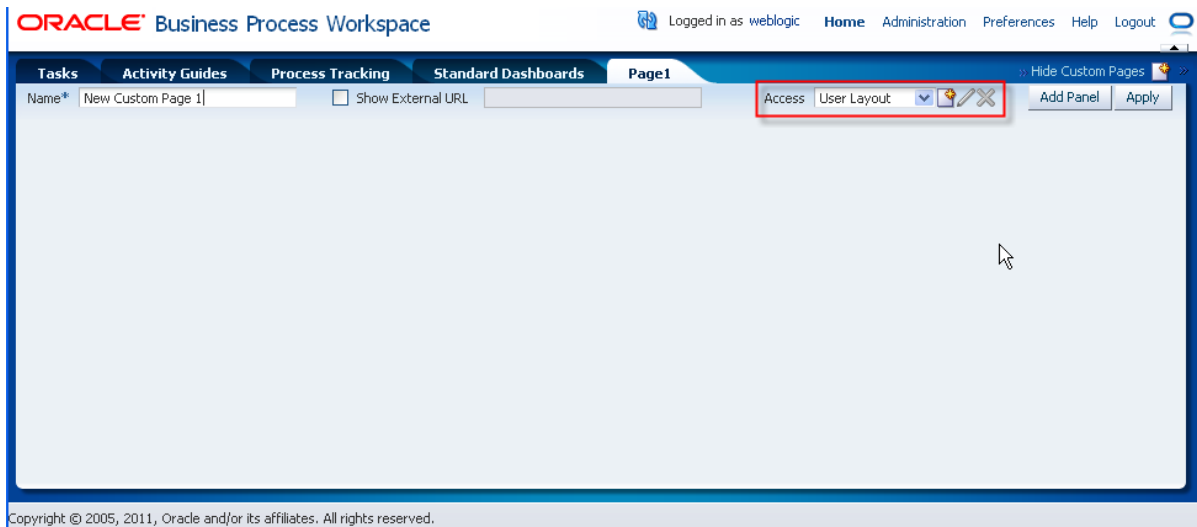 ORACLE Business Process Workspace
Logged in as weblogic Home Administration Preferences Help Logout
Tasks Activity Guides Process Tracking Standard Dashboards Page1 :: Hide Custom Pages »
Name* New Custom Page 1 Show External URL Access User Layout Add Panel Apply
Copyright © 2005, 2011, Oracle and/or its affiliates. All rights reserved.